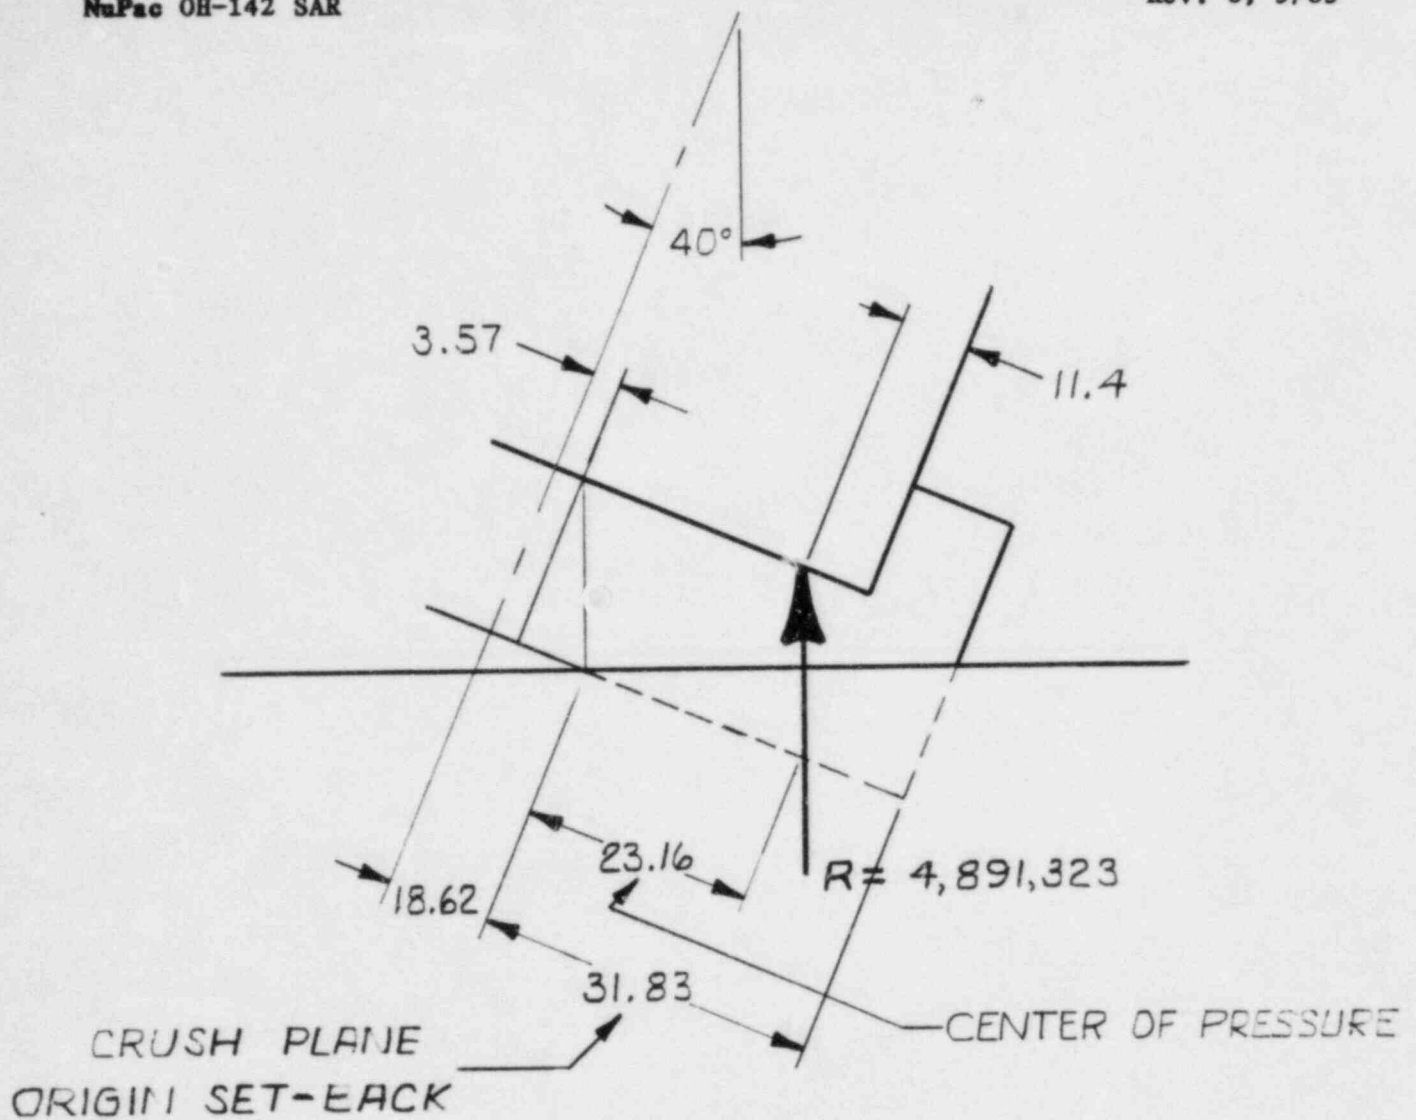 NuPac OH-142 SAR
40°
3.57
11.4
23.16
R= 4,891,323
18.62
31.83
CENTER OF PRESSURE
CRUSH PLANE
ORIGIN SET-EACK